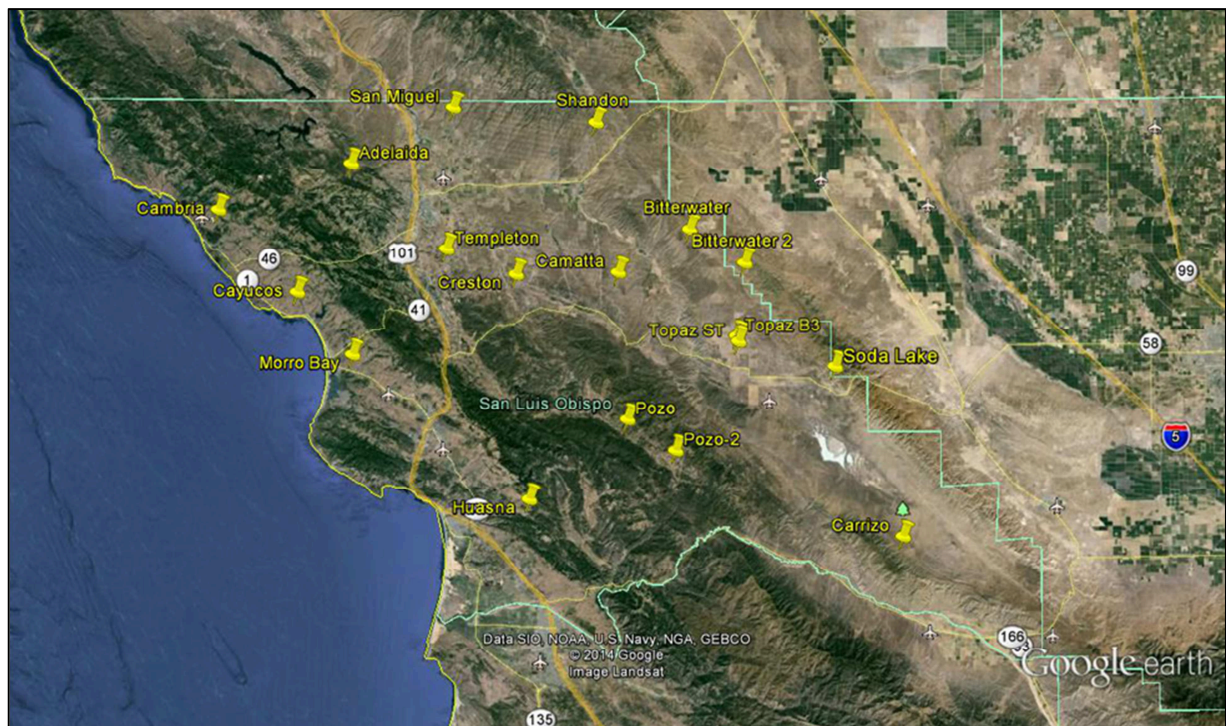 San Miguel
Shandon
Adelaida
Cambria
Bitterwater
Templeton
Bitterwater 2
101
46
Camatta
99
1
Creston
Cayucos
41
Topaz ST
Topaz B3
58
Morro Bay
Soda Lake
San Luis Obispo
Pozo
5
Pozo-2
Huasna
Carrizo
Data SIO, NOAA, U.S. Navy, NGA, GEBCO
© 2014 Google
Image Landsat
166
Google earth
135